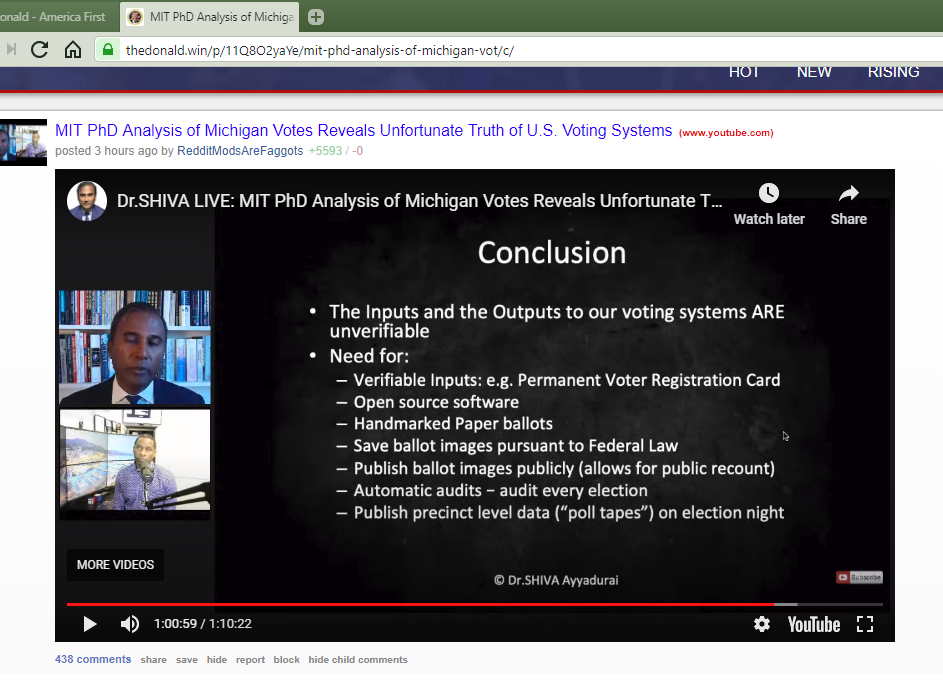 onald - America First
MIT PhD Analysis of Michiga
thedonald.win/p/11Q8O2yaYe/mit-phd-analysis-of-michigan-vot/c/
HOT NEW RISING
MIT PhD Analysis of Michigan Votes Reveals Unfortunate Truth of U.S. Voting Systems (www.youtube.com)
posted 3 hours ago by RedditModsAreFaggots +5593 / -0
Dr.SHIVA LIVE: MIT PhD Analysis of Michigan Votes Reveals Unfortunate T...
Watch later Share
Conclusion
• The Inputs and the Outputs to our voting systems ARE
unverifiable
• Need for:
– Verifiable Inputs: e.g. Permanent Voter Registration Card
– Open source software
– Handmarked Paper ballots
– Save ballot images pursuant to Federal Law
– Publish ballot images publicly (allows for public recount)
– Automatic audits – audit every election
– Publish precinct level data ("poll tapes") on election night
MORE VIDEOS
© Dr.SHIVA Ayyadurai
Subscribe
1:00:59 / 1:10:22
YouTube
438 comments share save hide report block hide child comments